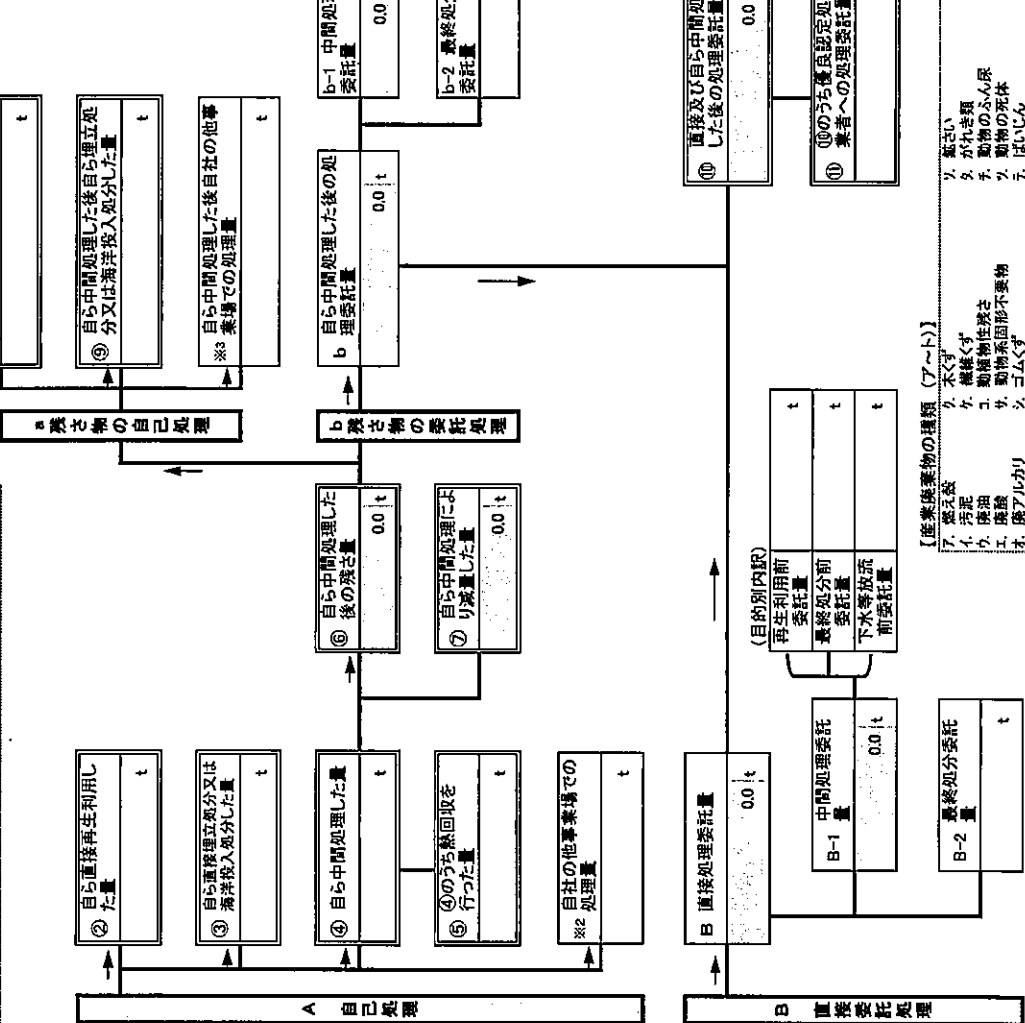 A 自己処理
② 自ら直接再生利用し
た量
t
③ 自ら直接埋立処分又は
海洋投入処分した量
t
④ 自ら中間処理した量
t
⑤ ④のうち熱回収を
行った量
t
※2 自社の他事業場での
処理量
t
⑥ 自ら中間処理した
後の残さ量
0.0 t
⑦ 自ら中間処理によ
り減量した量
0.0 t
a 残さ物の自己処理
t
⑨ 自ら中間処理した後自ら埋立処
分又は海洋投入処分した量
t
※3 自ら中間処理した後自社の他事
業場での処理量
t
b 残さ物の委託処理
b 自ら中間処理した後の処
理委託量
0.0 t
b-1 中間処理
委託量
0.0
b-2 最終処分
委託量
B 直接委託処理
B 直接処理委託量
0.0 t
B-1 中間処理委託
量
0.0 t
B-2 最終処分委託
量
t
(目的別内訳)
再生利用前
委託量
t
最終処分前
委託量
t
下水等放流
前委託量
t
⑩ 直接及び自ら中間処
した後の処理委託量
0.0
⑪ ⑩のうち優良認定処
業者への処理委託量
【産業廃棄物の種類 (ア～ト)】
ア. 燃え殻
イ. 汚泥
ウ. 廃油
エ. 廃酸
オ. 廃アルカリ
ク. 木くず
ケ. 繊維くず
コ. 動植物性残さ
サ. 動物系固形不要物
シ. ゴムくず
ソ. 鉱さい
タ. がれき類
チ. 動物のふん尿
ツ. 動物の死体
テ. ばいじん